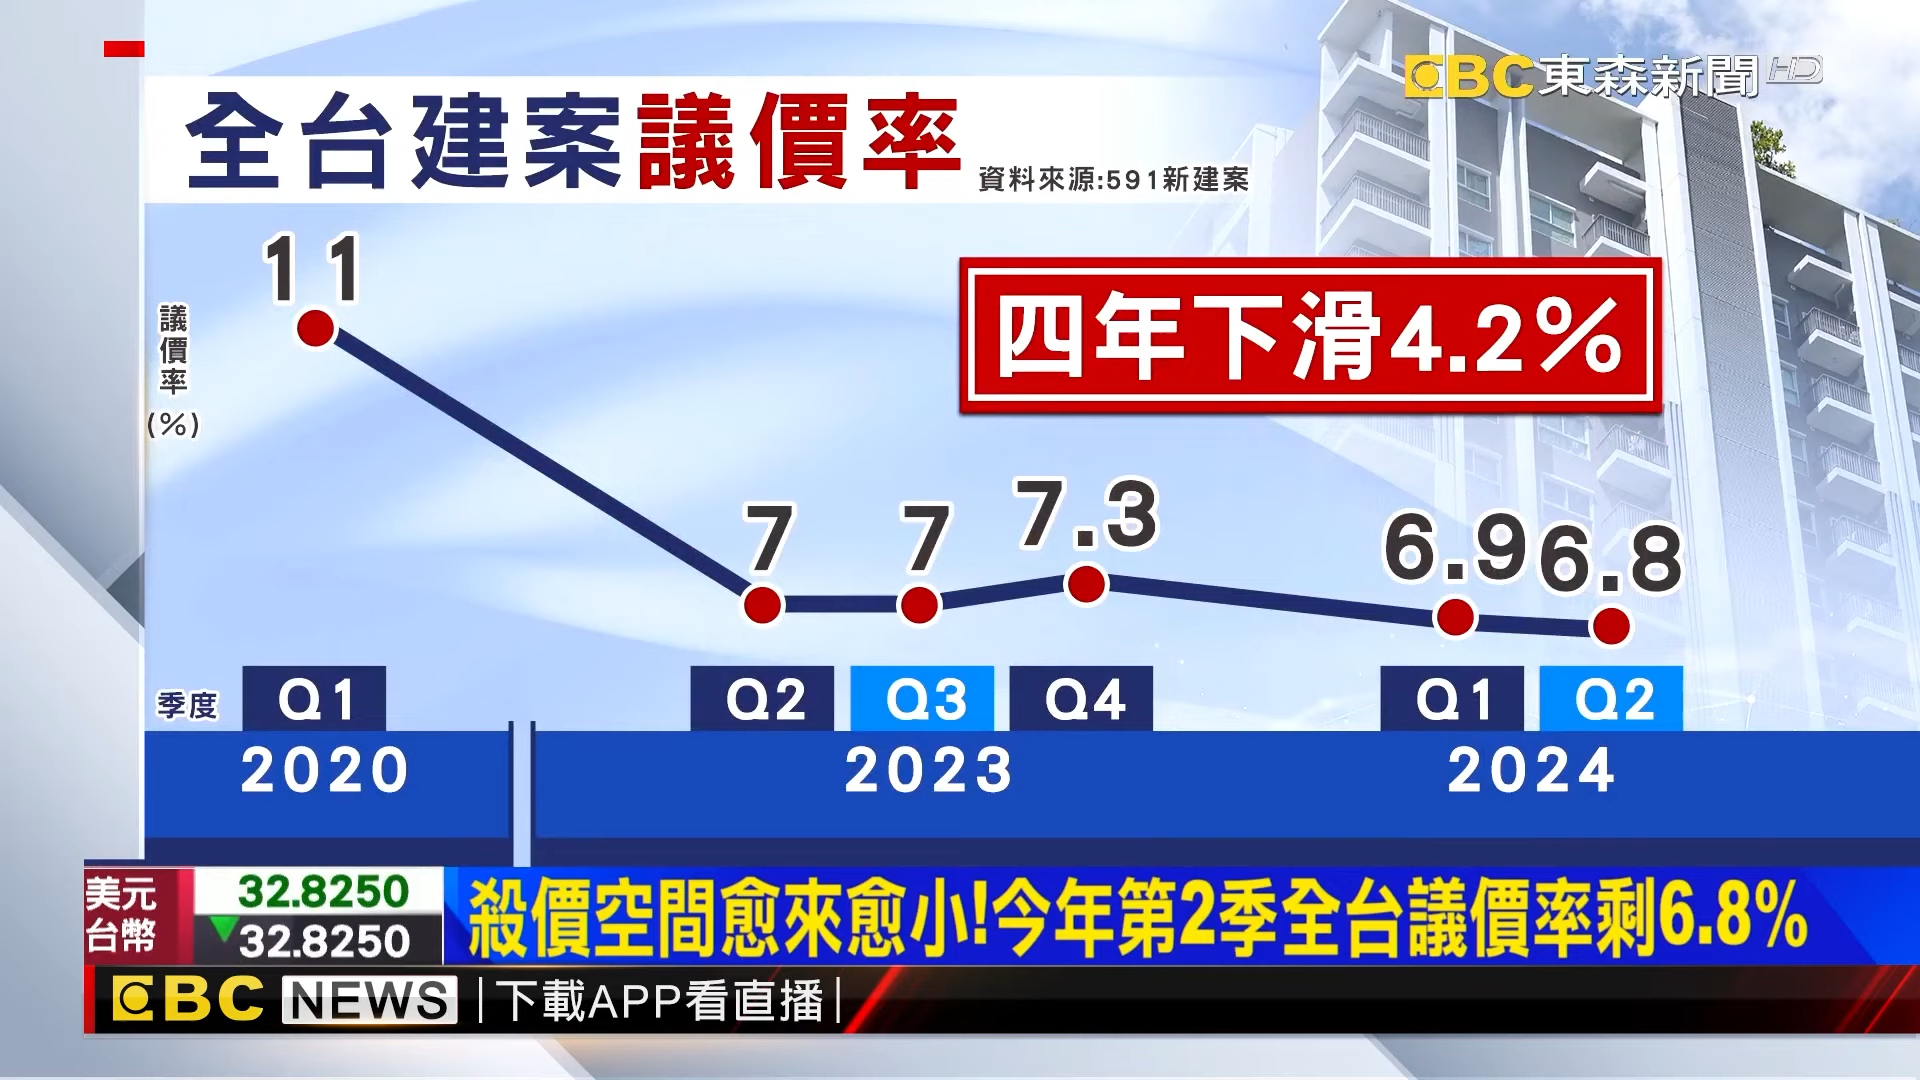 EBC東森新聞HD
全台建案議價率 資料來源:591新建案
四年下滑4.2%
議價率
(%)
11
7
7
7.3
6.9
6.8
季度
Q1
Q2
Q3
Q4
Q1
Q2
2020
2023
2024
美元
台幣
32.8250
32.8250
殺價空間愈來愈小!今年第2季全台議價率剩6.8%
EBC NEWS |下載APP看直播|